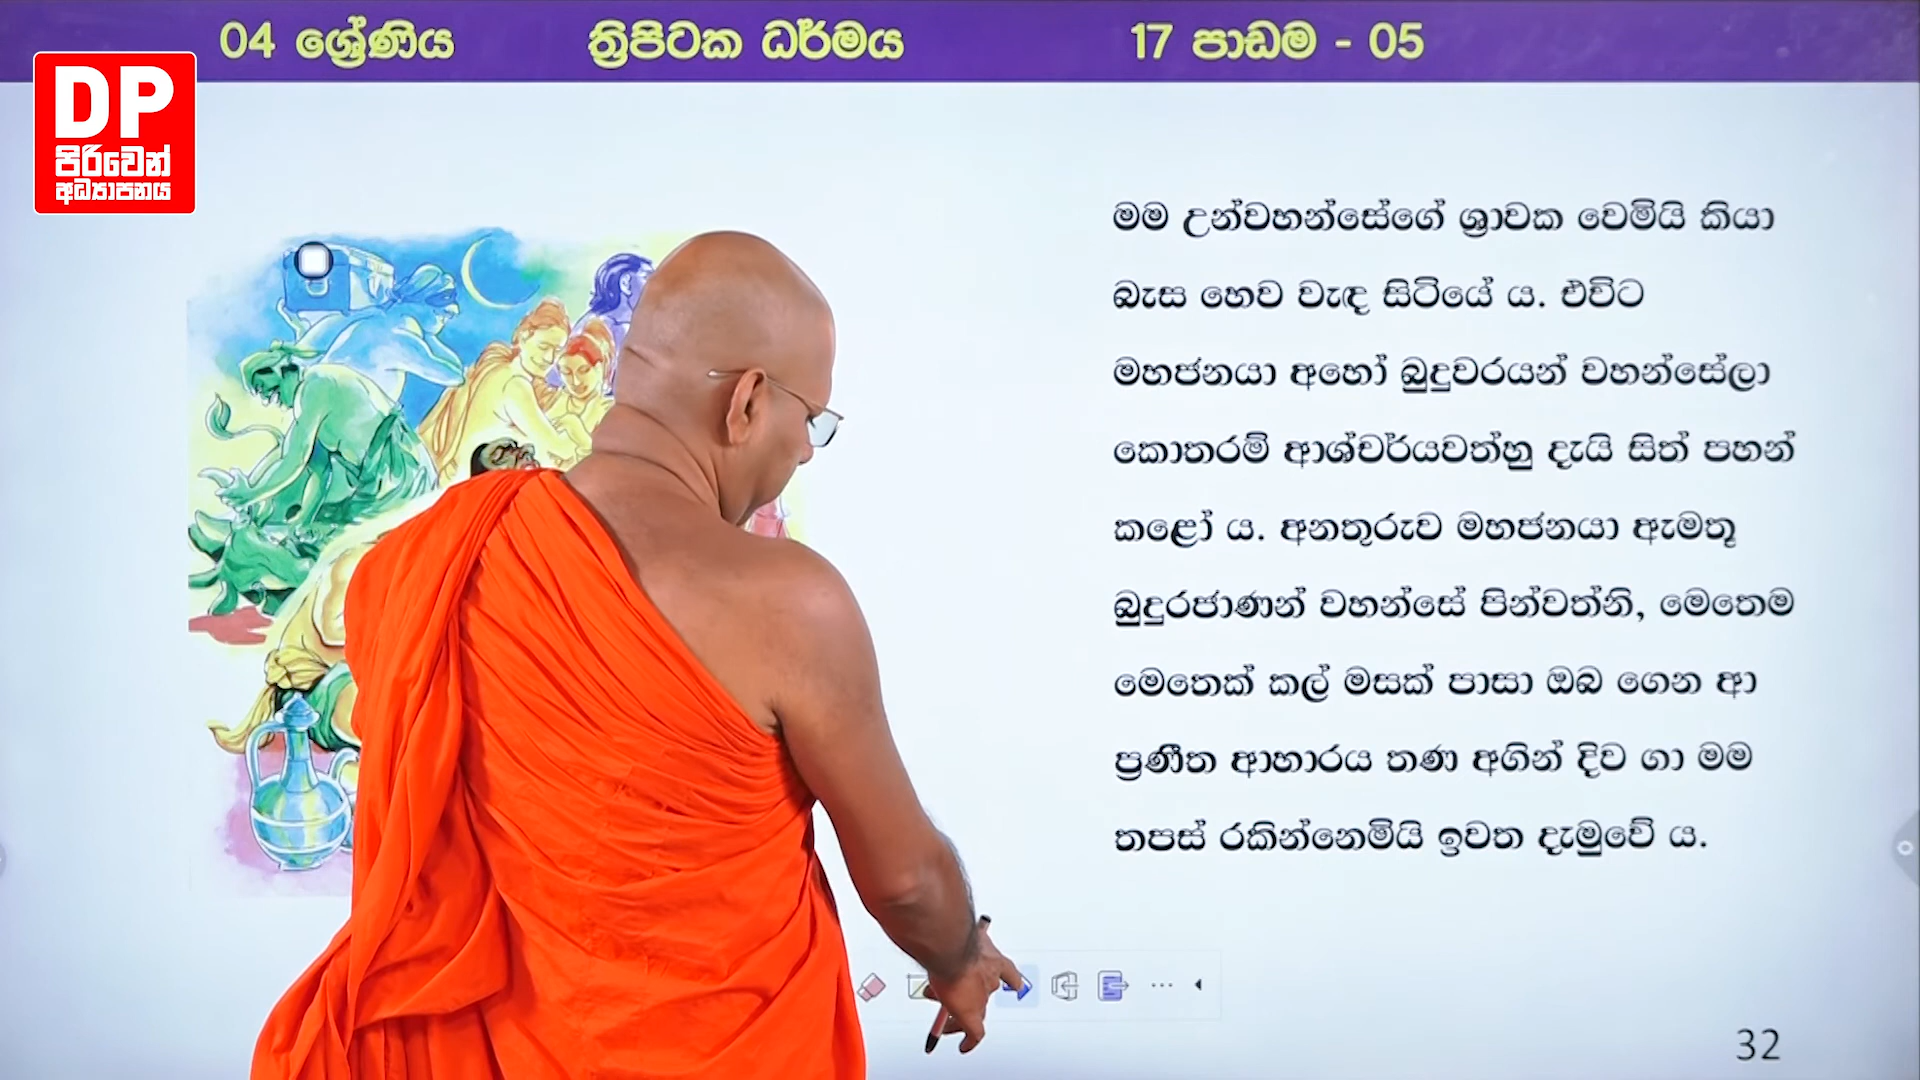 04 ශ්‍රේණිය ත්‍රිපිටක ධර්මය 17 පාඩම - 05
DP
පිරිවෙන්
අධ්‍යාපනය
මම උන්වහන්සේගේ ශ්‍රාවක වෙමියි කියා
බැස හෙව වැඳ සිටියේ ය. එවිට
මහජනයා අහෝ බුදුවරයන් වහන්සේලා
කොතරම් ආශ්චර්යවත්හු දැයි සිත් පහන්
කළෝ ය. අනතුරුව මහජනයා ඇමතූ
බුදුරජාණන් වහන්සේ පින්වත්නි, මෙතෙම
මෙතෙක් කල් මසක් පාසා ඔබ ගෙන ආ
ප්‍රණීත ආහාරය තණ අගින් දිව ගා මම
තපස් රකින්නෙමියි ඉවත දැමුවේ ය.
32